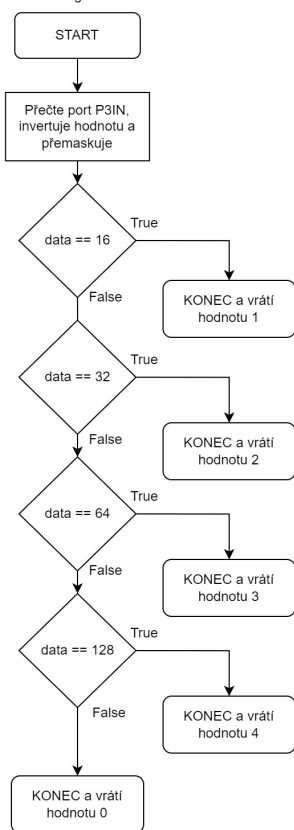 START
Přečte port P3IN,
invertuje hodnotu a
přemaskuje
data == 16
True
False
KONEC a vrátí
hodnotu 1
data == 32
True
False
KONEC a vrátí
hodnotu 2
data == 64
True
False
KONEC a vrátí
hodnotu 3
data == 128
True
False
KONEC a vrátí
hodnotu 4
KONEC a vrátí
hodnotu 0